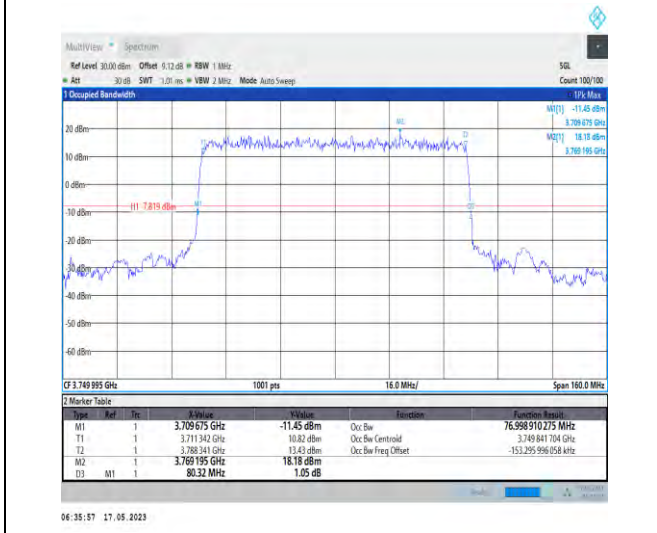 MultiView Spectrum
Ref Level 30.00 dBm Offset 9.12 dB RBW 1 MHz SGL
Att 30 dB SWT 1.01 ms VBW 2 MHz Mode Auto Sweep Count 100/100
1 Occupied Bandwidth 1Pk Max
M1[1] -11.45 dBm
3.709 675 GHz
M2[1] 18.18 dBm
3.769 195 GHz
20 dBm
10 dBm
0 dBm
H1 -7.819 dBm
M1
-10 dBm
-20 dBm
-30 dBm
-40 dBm
-50 dBm
-60 dBm
CF 3.749 995 GHz 1001 pts 16.0 MHz/ Span 160.0 MHz
2 Marker Table
Type Ref Trc X-Value Y-Value Function Function Result
M1 1 3.709 675 GHz -11.45 dBm Occ Bw 76.998 910 275 MHz
T1 1 3.711 342 GHz 10.82 dBm Occ Bw Centroid 3.749 841 704 GHz
T2 1 3.788 341 GHz 13.43 dBm Occ Bw Freq Offset -153.295 996 058 kHz
M2 1 3.769 195 GHz 18.18 dBm
D3 M1 1 80.32 MHz 1.05 dB
06:35:57 17.05.2023